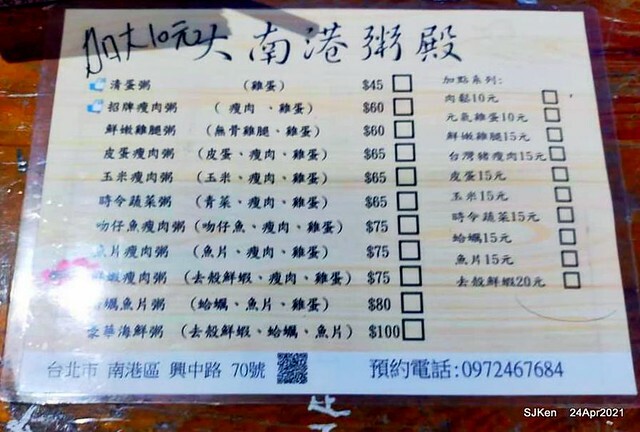 加大10元
大南港粥殿
清蛋粥 (雞蛋) $45
招牌瘦肉粥 (瘦肉、雞蛋) $60
鮮嫩雞腿粥 (無骨雞腿、雞蛋) $60
皮蛋瘦肉粥 (皮蛋、瘦肉、雞蛋) $65
玉米瘦肉粥 (玉米、瘦肉、雞蛋) $65
時令蔬菜粥 (青菜、瘦肉、雞蛋) $65
吻仔魚瘦肉粥 (吻仔魚、瘦肉、雞蛋) $75
魚片瘦肉粥 (魚片、瘦肉、雞蛋) $75
瘦肉粥 (去殼鮮蝦、瘦肉、雞蛋) $75
蠣魚片粥 (蛤蠣、魚片、雞蛋) $80
豪華海鮮粥 (去殼鮮蝦、蛤蠣、魚片) $100
加點系列:
肉鬆10元
元氣雞蛋10元
鮮嫩雞腿15元
台灣豬瘦肉15元
皮蛋15元
玉米15元
時令蔬菜15元
蛤蠣15元
魚片15元
去殼鮮蝦20元
台北市 南港區 興中路 70號
預約電話:0972467684
SJKen 24Apr2021